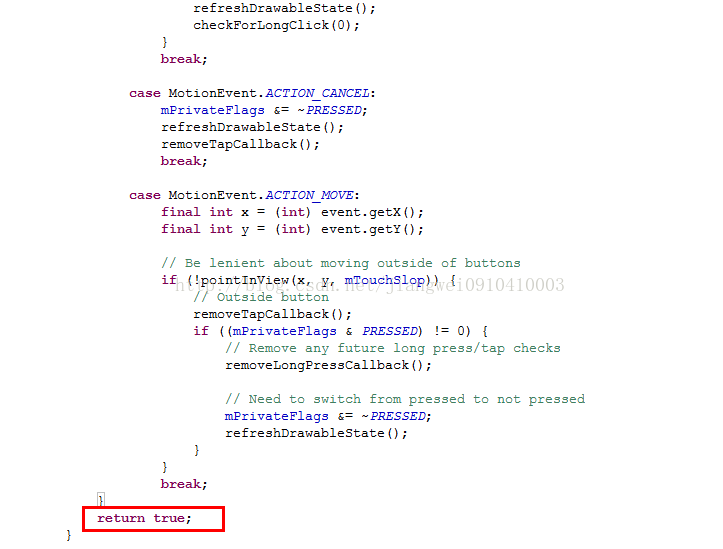 refreshDrawableState();
checkForLongClick(0);
}
break;
case MotionEvent.ACTION_CANCEL:
mPrivateFlags &= ~PRESSED;
refreshDrawableState();
removeTapCallback();
break;
case MotionEvent.ACTION_MOVE:
final int x = (int) event.getX();
final int y = (int) event.getY();
// Be lenient about moving outside of buttons
if (!pointInView(x, y, mTouchSlop)) {
http://blog.csdn.net/jiangwei0910410003
// Outside button
removeTapCallback();
if ((mPrivateFlags & PRESSED) != 0) {
// Remove any future long press/tap checks
removeLongPressCallback();
// Need to switch from pressed to not pressed
mPrivateFlags &= ~PRESSED;
refreshDrawableState();
}
}
break;
}
return true;
}